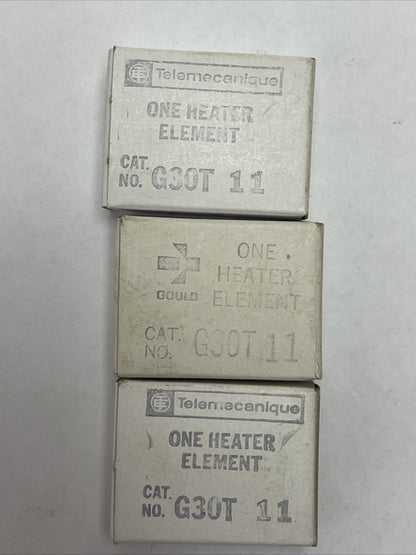 Telemecanique
ONE HEATER
ELEMENT
CAT.
NO. G30T 11
ONE
HEATER
GOULD ELEMENT
CAT.
NO. G30T 11
Telemecanique
ONE HEATER
ELEMENT
CAT.
NO. G30T 11